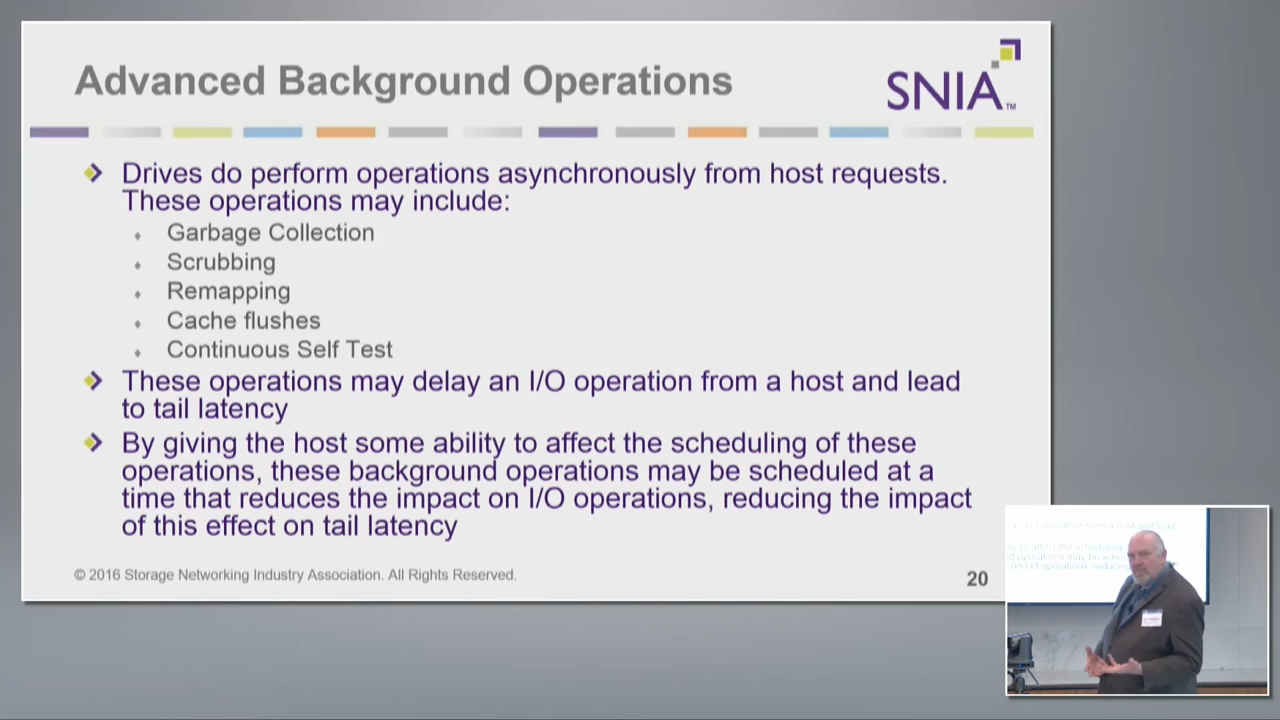 Advanced Background Operations
SNIA™
Drives do perform operations asynchronously from host requests.
These operations may include:
Garbage Collection
Scrubbing
Remapping
Cache flushes
Continuous Self Test
These operations may delay an I/O operation from a host and lead
to tail latency
By giving the host some ability to affect the scheduling of these
operations, these background operations may be scheduled at a
time that reduces the impact on I/O operations, reducing the impact
of this effect on tail latency
© 2016 Storage Networking Industry Association. All Rights Reserved.
20